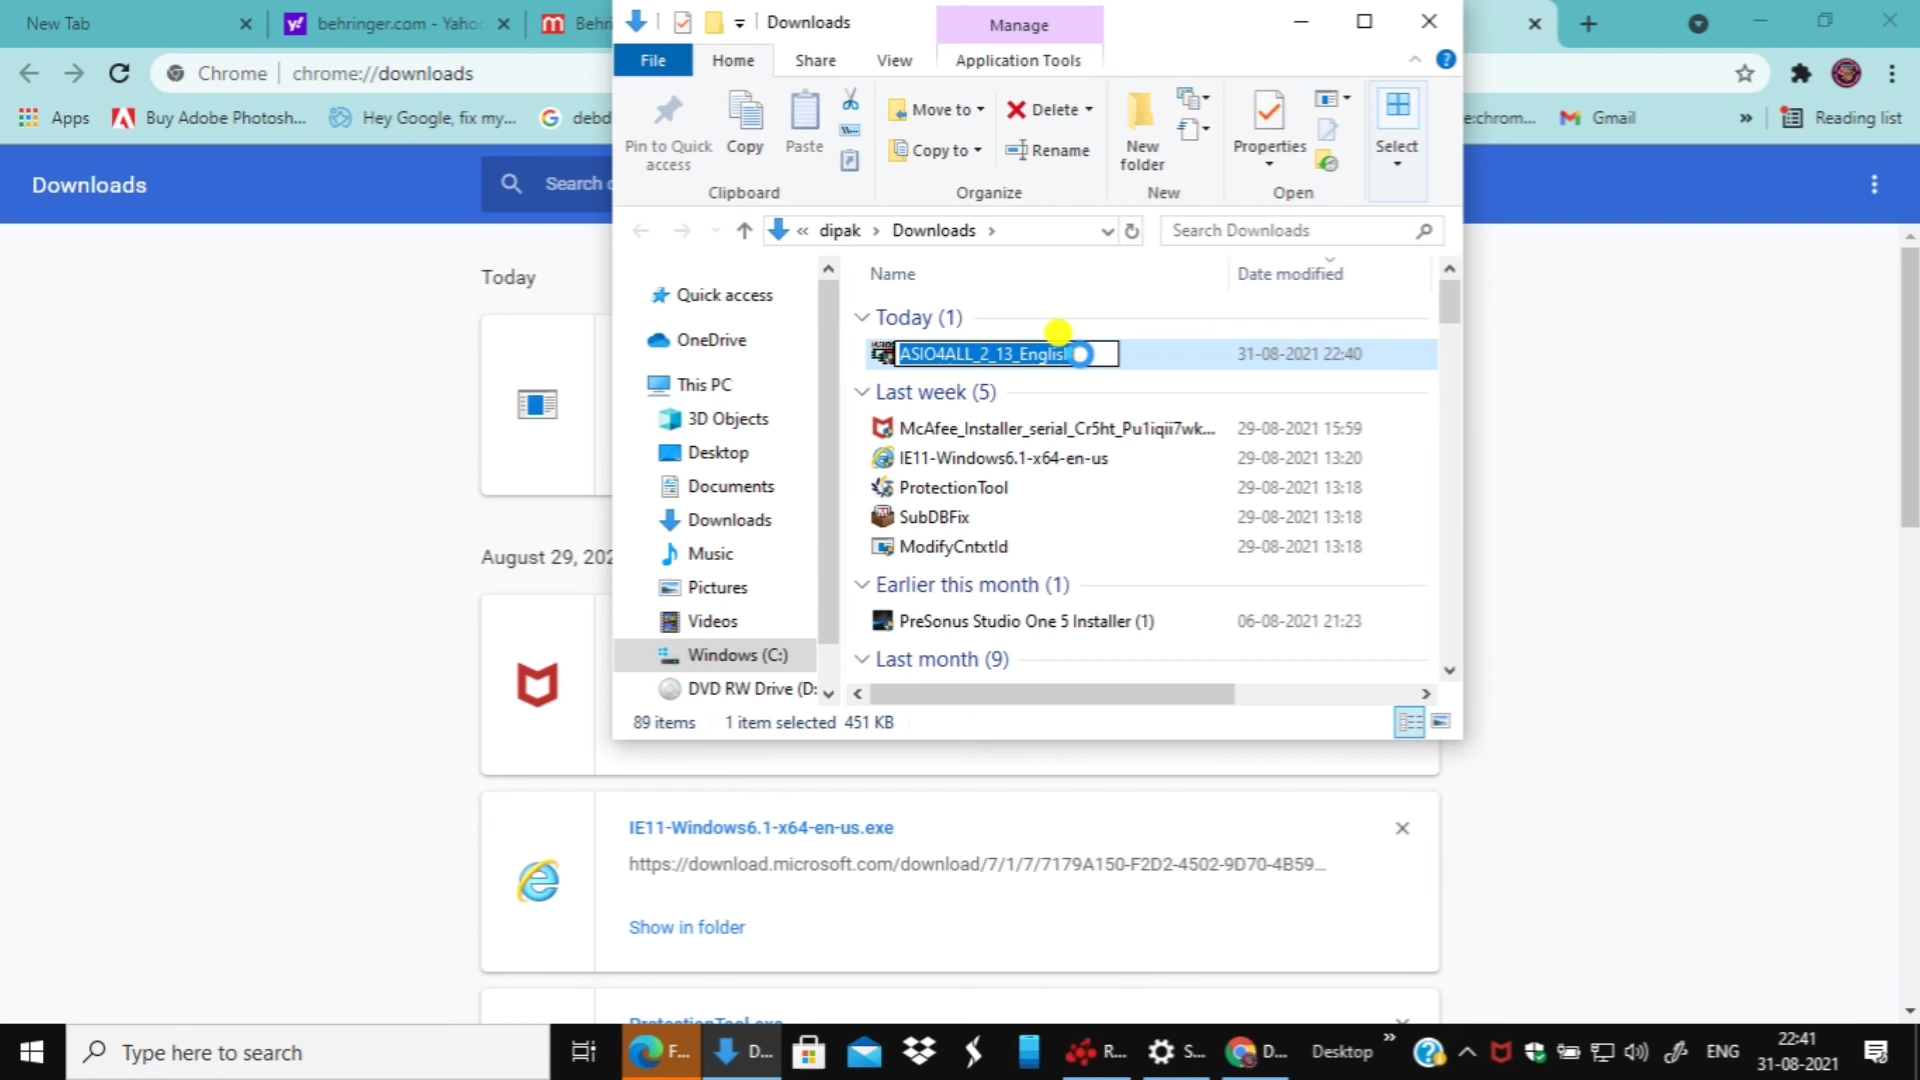 New Tab
behringer.com - Yahoo
Behri
Downloads
Manage
File
Home
Share
View
Application Tools
Chrome
chrome://downloads
Apps
Buy Adobe Photosh...
Hey Google, fix my...
debd
e:chrom...
Gmail
»
Reading list
Pin to Quick access
Copy
Paste
Move to
Copy to
Delete
Rename
New folder
Properties
Select
Clipboard
Organize
New
Open
Downloads
Search
« dipak > Downloads >
Search Downloads
Quick access
OneDrive
This PC
3D Objects
Desktop
Documents
Downloads
Music
Pictures
Videos
Windows (C:)
DVD RW Drive (D:
Name
Date modified
Today (1)
ASIO4ALL_2_13_English
31-08-2021 22:40
Last week (5)
McAfee_Installer_serial_Cr5ht_Pu1iqii7wk...
29-08-2021 15:59
IE11-Windows6.1-x64-en-us
29-08-2021 13:20
ProtectionTool
29-08-2021 13:18
SubDBFix
29-08-2021 13:18
ModifyCntxtId
29-08-2021 13:18
Earlier this month (1)
PreSonus Studio One 5 Installer (1)
06-08-2021 21:23
Last month (9)
89 items
1 item selected 451 KB
Today
August 29, 202
IE11-Windows6.1-x64-en-us.exe
https://download.microsoft.com/download/7/1/7/7179A150-F2D2-4502-9D70-4B59...
Show in folder
ProtectionTool.exe
Type here to search
F...
D...
R...
S...
D...
Desktop
»
ENG
22:41
31-08-2021